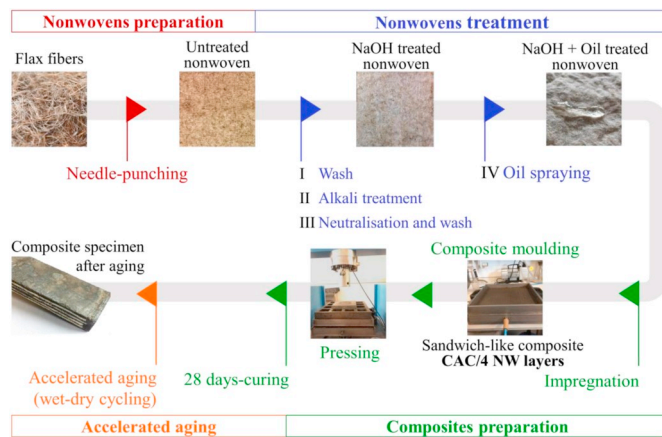 Nonwovens preparation
Nonwovens treatment
Flax fibers
Untreated
nonwoven
NaOH treated
nonwoven
NaOH + Oil treated
nonwoven
Needle-punching
I Wash
II Alkali treatment
III Neutralisation and wash
IV Oil spraying
Composite specimen
after aging
Composite moulding
Accelerated aging
(wet-dry cycling)
28 days-curing
Pressing
Sandwich-like composite
CAC/4 NW layers
Impregnation
Accelerated aging
Composites preparation